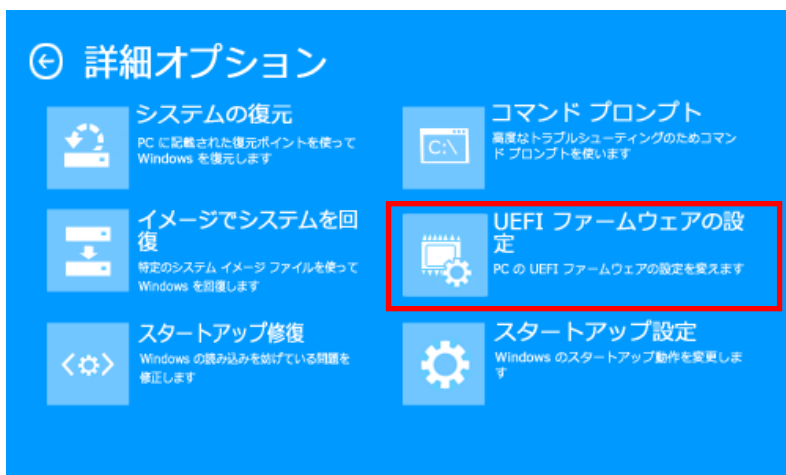 詳細オプション
システムの復元
PC に記載された復元ポイントを使って
Windows を復元します
イメージでシステムを回
復
特定のシステム イメージ ファイルを使って
Windows を回復します
スタートアップ修復
Windows の読み込みを妨げている問題を
修正します
コマンド プロンプト
高度なトラブルシューティングのためコマン
ド プロンプトを使います
C:\
UEFI ファームウェアの設
定
PC の UEFI ファームウェアの設定を変えます
スタートアップ設定
Windows のスタートアップ動作を変更しま
す